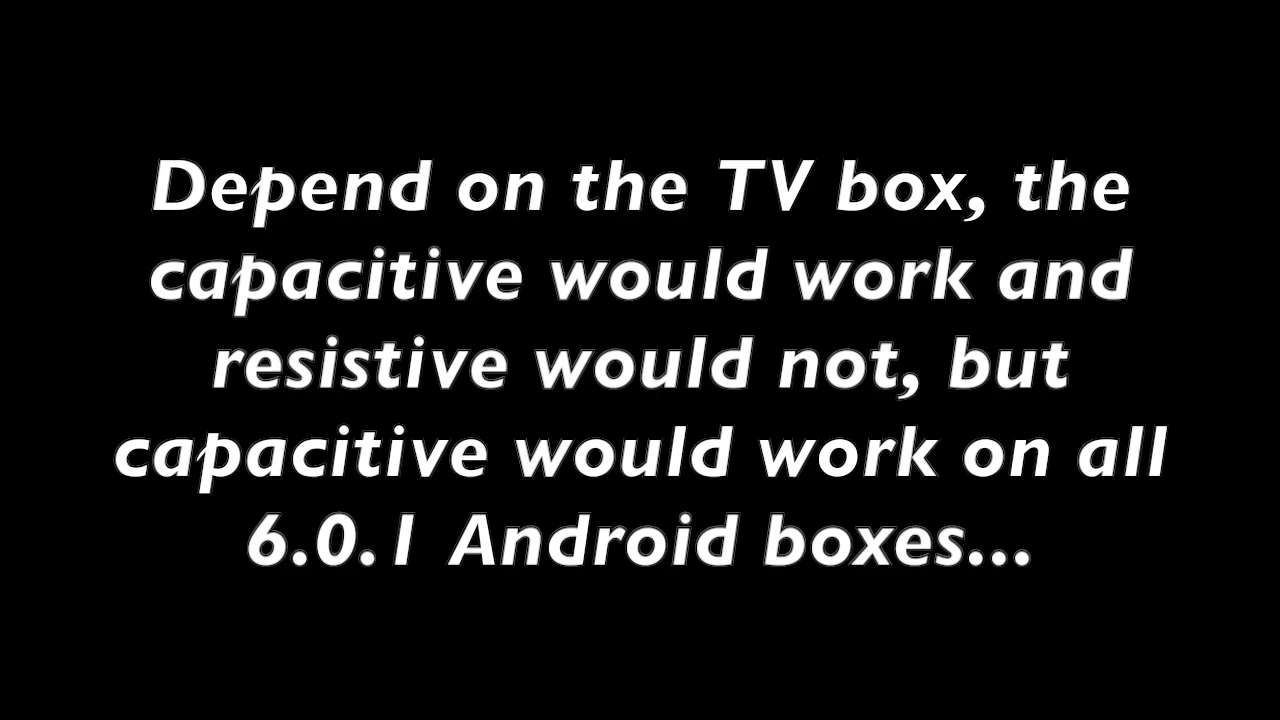 Depend on the TV box, the
capacitive would work and
resistive would not, but
capacitive would work on all
6.0.1 Android boxes...